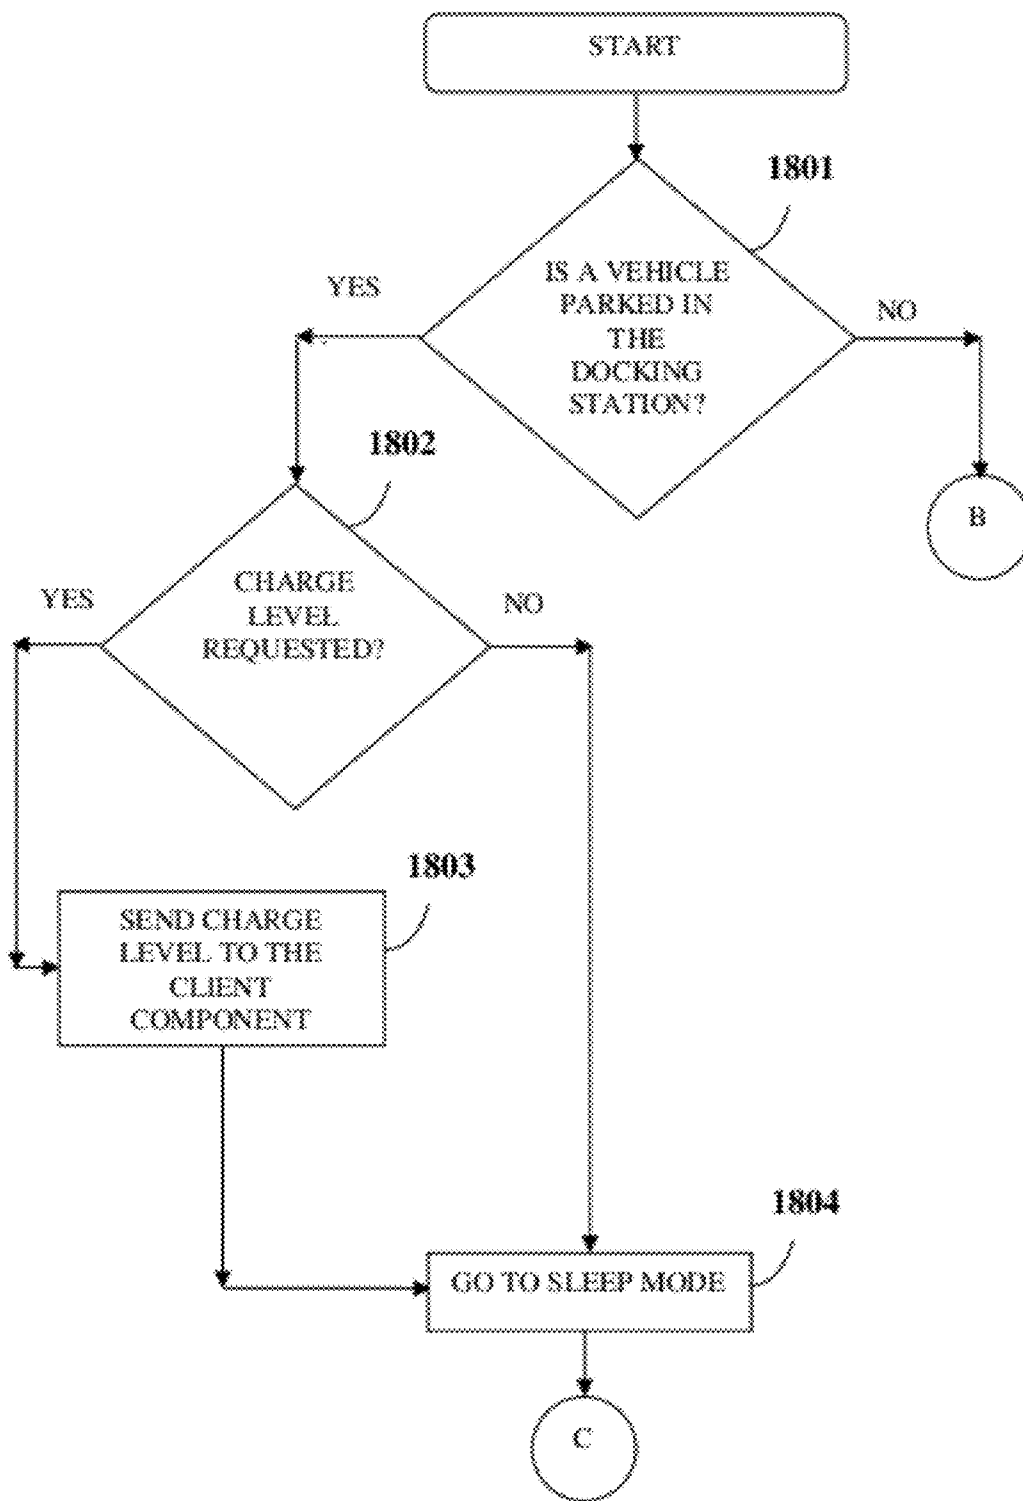 START
1801
IS A VEHICLE
PARKED IN
THE
DOCKING
STATION?
YES
NO
B
1802
CHARGE
LEVEL
REQUESTED?
YES
NO
1803
SEND CHARGE
LEVEL TO THE
CLIENT
COMPONENT
1804
GO TO SLEEP MODE
C